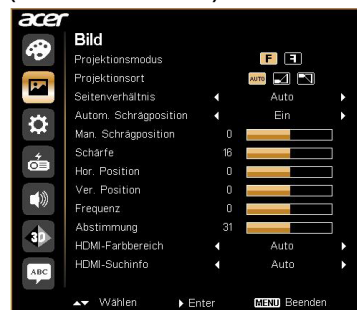 acer
Bild
Projektionsmodus F F
Projektionsort AUTO
Seitenverhältnis Auto
Autom. Schrägposition Ein
Man. Schrägposition 0
Schärfe 16
Hor. Position 0
Ver. Position 0
Frequenz 0
Abstimmung 31
HDMI-Farbbereich Auto
HDMI-Suchinfo Auto
3D
ABC
Wählen Enter MENU Beenden